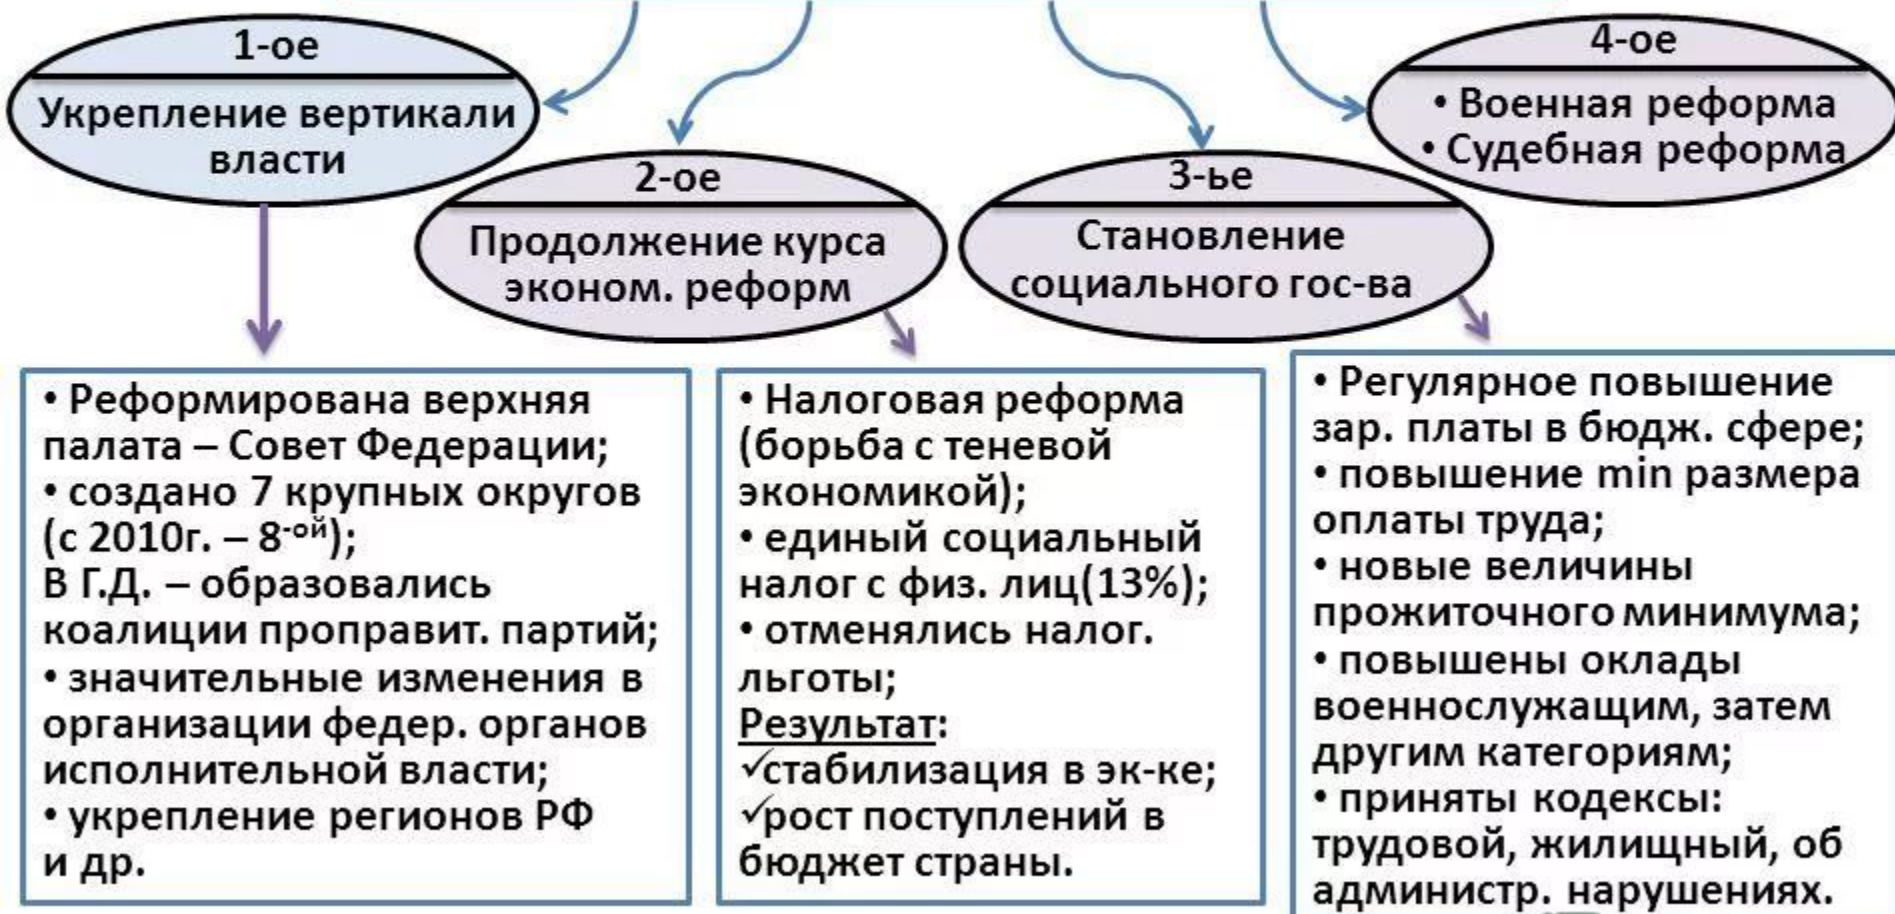 1-ое
Укрепление вертикали
власти
2-ое
Продолжение курса
эконом. реформ
3-ье
Становление
социального гос-ва
4-ое
• Военная реформа
• Судебная реформа
• Реформирована верхняя
палата – Совет Федерации;
• создано 7 крупных округов
(с 2010г. – 8-ой);
В Г.Д. – образовались
коалиции проправит. партий;
• значительные изменения в
организации федер. органов
исполнительной власти;
• укрепление регионов РФ
и др.
• Налоговая реформа
(борьба с теневой
экономикой);
• единый социальный
налог с физ. лиц(13%);
• отменялись налог.
льготы;
Результат:
✓стабилизация в эк-ке;
✓рост поступлений в
бюджет страны.
• Регулярное повышение
зар. платы в бюдж. сфере;
• повышение min размера
оплаты труда;
• новые величины
прожиточного минимума;
• повышены оклады
военнослужащим, затем
другим категориям;
• приняты кодексы:
трудовой, жилищный, об
администр. нарушениях.